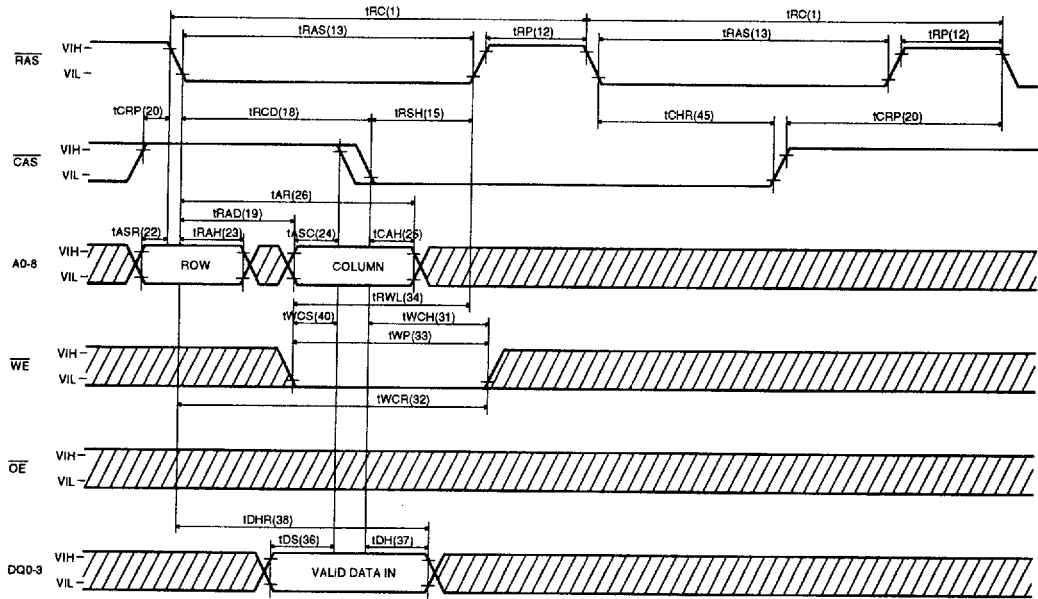 tRC(1) tRC(1)
tRAS(13) tRP(12) tRAS(13) tRP(12)
RAS VIH VIL
tCRP(20) tRCD(18) tRSH(15) tCHR(45) tCRP(20)
CAS VIH VIL
tAR(26)
tRAD(19)
tASR(22) tRAH(23) tASC(24) tCAH(25)
A0-8 VIH VIL ROW COLUMN
tRWL(34)
tWCS(40) tWCH(31)
tWP(33)
WE VIH VIL
tWCR(32)
OE VIH VIL
tDHR(38)
tDS(36) tDH(37)
DQ0-3 VIH VIL VALID DATA IN